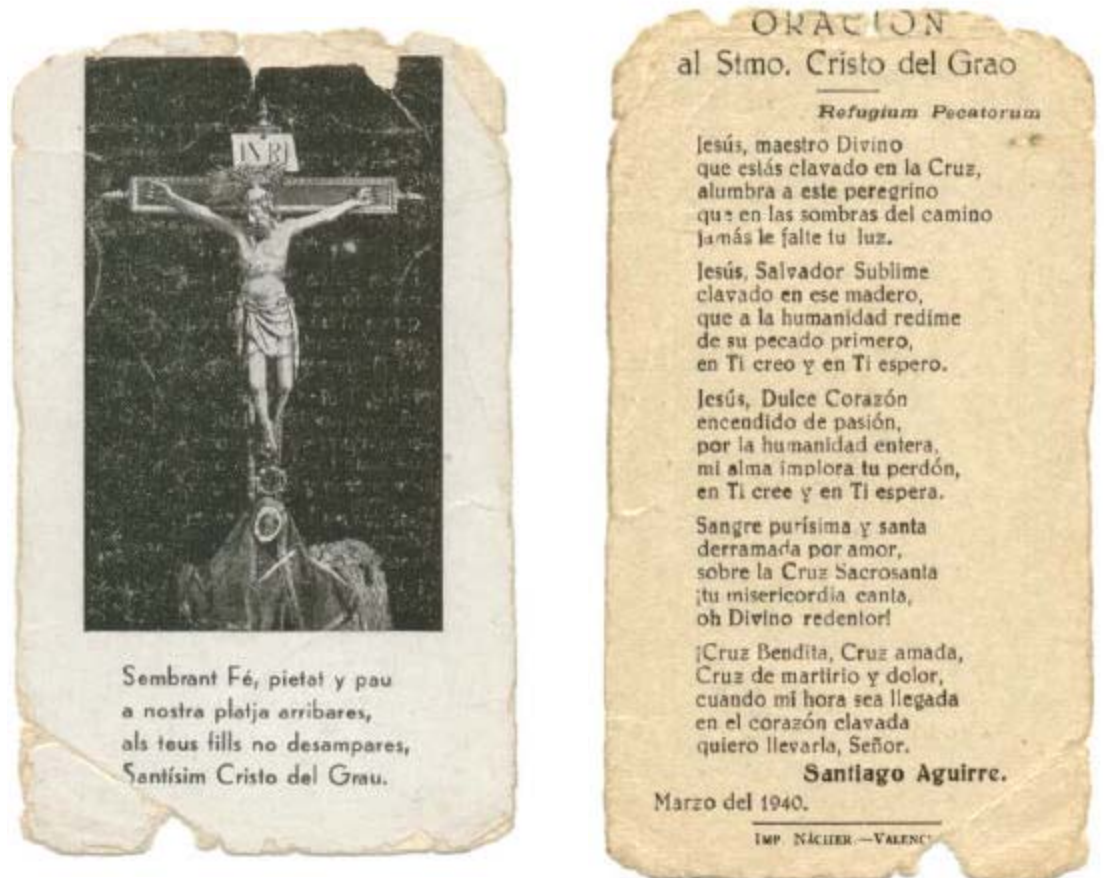 INRI
Sembrant Fé, pietat y pau
a nostra platja arribares,
als teus fills no desampares,
Santísim Cristo del Grau.
ORACION
al Stmo. Cristo del Grao
Refugium Pecatorum
Jesús, maestro Divino
que estás clavado en la Cruz,
alumbra a este peregrino
que en las sombras del camino
jamás le falte tu luz.
Jesús, Salvador Sublime
clavado en ese madero,
que a la humanidad redime
de su pecado primero,
en Ti creo y en Ti espero.
Jesús, Dulce Corazón
encendido de pasión,
por la humanidad entera,
mi alma implora tu perdón,
en Ti cree y en Ti espera.
Sangre purísima y santa
derramada por amor,
sobre la Cruz Sacrosanta
¡tu misericordia canta,
oh Divino redentor!
¡Cruz Bendita, Cruz amada,
Cruz de martirio y dolor,
cuando mi hora sea llegada
en el corazón clavada
quiero llevarla, Señor.
Santiago Aguirre.
Marzo del 1940.
IMP. NÁCHER.—VALENC